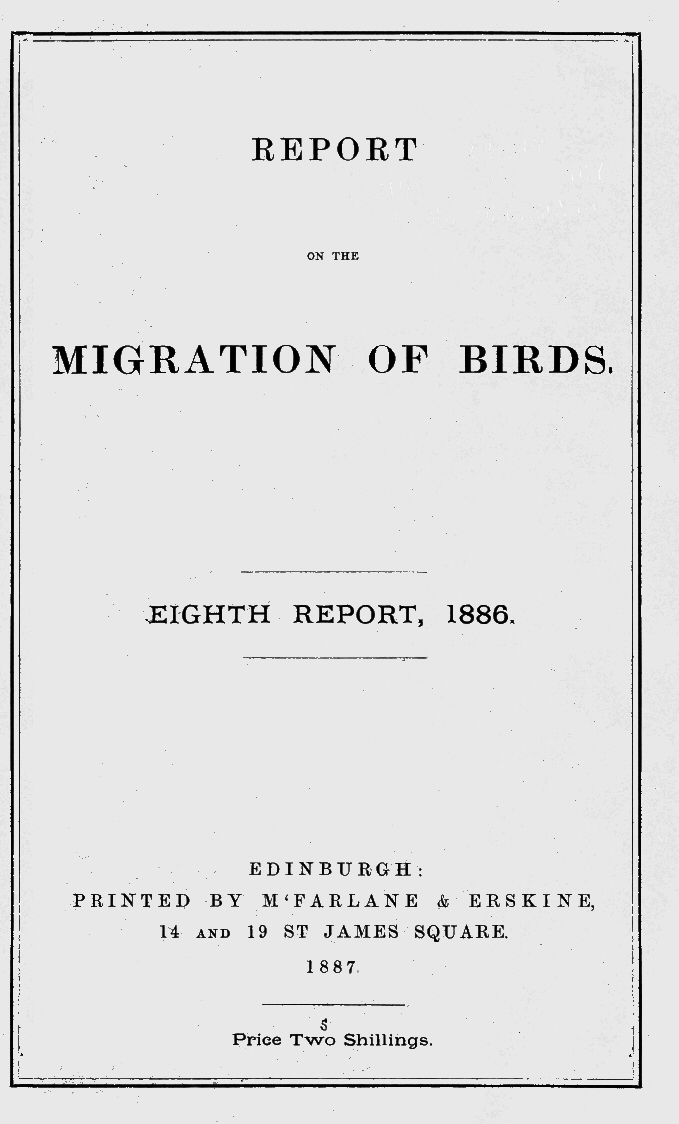 REPORT
ON THE
MIGRATION OF BIRDS.
EIGHTH REPORT, 1886.
EDINBURGH:
PRINTED BY M‘FARLANE & ERSKINE,
14 AND 19 ST JAMES SQUARE.
1887.
S
Price Two Shillings.